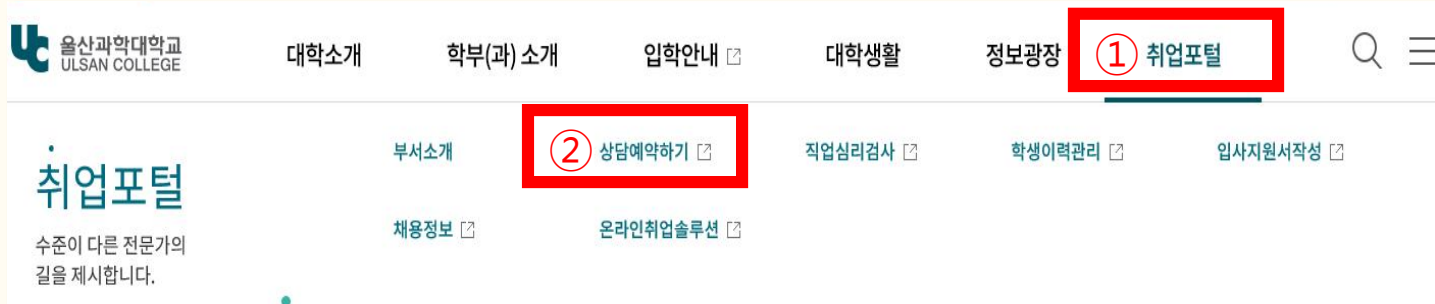 울산과학대학교
ULSAN COLLEGE
대학소개 학부(과) 소개 입학안내 대학생활 정보광장 ① 취업포털
취업포털
수준이 다른 전문가의
길을 제시합니다.
부서소개 ② 상담예약하기 직업심리검사 학생이력관리 입사지원서작성
채용정보 온라인취업솔루션